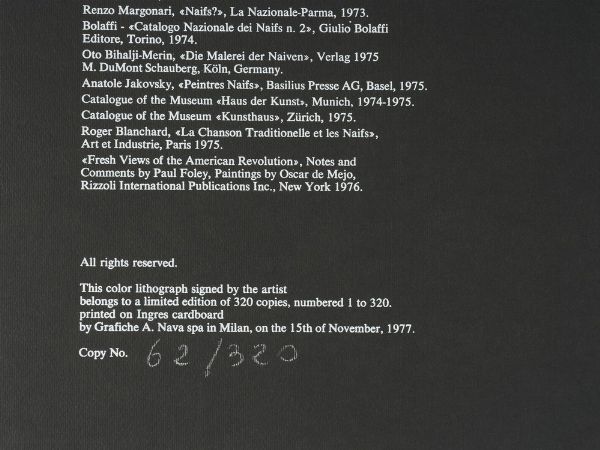 Renzo Margonari, «Naifs?», La Nazionale-Parma, 1973.
Bolaffi - «Catalogo Nazionale dei Naifs n. 2», Giulio Bolaffi
Editore, Torino, 1974.
Oto Bihalji-Merin, «Die Malerei der Naiven», Verlag 1975
M. DuMont Schauberg, Köln, Germany.
Anatole Jakovsky, «Peintres Naifs», Basilius Presse AG, Basel, 1975.
Catalogue of the Museum «Haus der Kunst», Munich, 1974-1975.
Catalogue of the Museum «Kunsthaus», Zürich, 1975.
Roger Blanchard, «La Chanson Traditionelle et les Naifs»,
Art et Industrie, Paris 1975.
«Fresh Views of the American Revolution», Notes and
Comments by Paul Foley, Paintings by Oscar de Mejo,
Rizzoli International Publications Inc., New York 1976.
All rights reserved.
This color lithograph signed by the artist
belongs to a limited edition of 320 copies, numbered 1 to 320.
printed on Ingres cardboard
by Grafiche A. Nava spa in Milan, on the 15th of November, 1977.
Copy No. 62/320